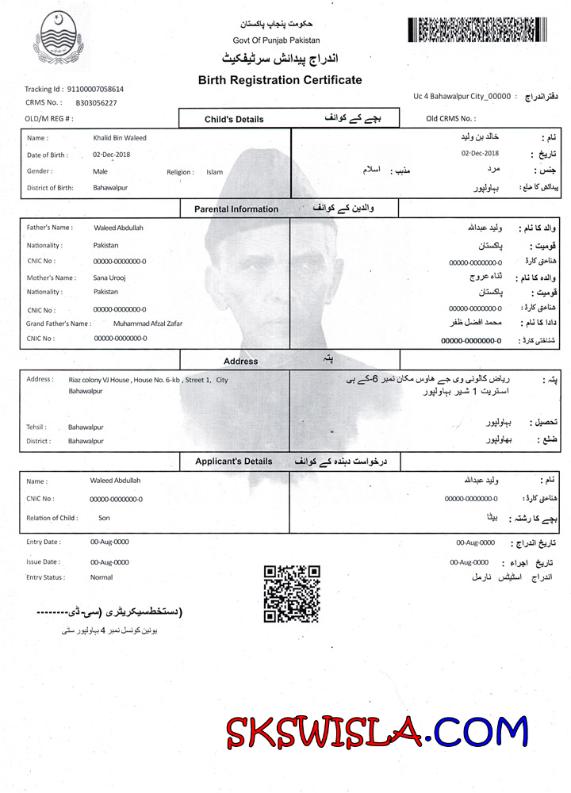 حکومت پنجاب پاکستان
Govt Of Punjab Pakistan
اندراج پیدائش سرٹیفکیٹ
Birth Registration Certificate
Tracking Id : 91100007058614
CRMS No. : B303056227
Uc 4 Bahawalpur City_00000 : دفتراندراج
OLD/M REG # :
Child's Details بچے کے کوائف
Old CRMS No. :
Name : Khalid Bin Waleed خالد بن ولید نام :
Date of Birth : 02-Dec-2018 02-Dec-2018 تاریخ :
Gender : Male Religion : Islam مذہب : اسلام جنس : مرد
District of Birth: Bahawalpur بہاولپور پیدائش کا ضلع :
Parental Information والدین کے کوائف
Father's Name : Waleed Abdullah ولید عبداللہ والد کا نام :
Nationality : Pakistan پاکستان قومیت :
CNIC No : 00000-0000000-0 00000-0000000-0 شناختی کارڈ :
Mother's Name : Sana Urooj ثناء عروج والدہ کا نام :
Nationality : Pakistan پاکستان قومیت :
CNIC No : 00000-0000000-0 00000-0000000-0 شناختی کارڈ :
Grand Father's Name : Muhammad Afzal Zafar محمد افضل ظفر دادا کا نام :
CNIC No : 00000-0000000-0 00000-0000000-0 شناختی کارڈ :
Address پتہ
Address : Riaz colony VJ House , House No. 6-kb , Street 1, City ریاض کالونی وی جے ہاوس مکان نمبر 6-کے بی پتہ :
Bahawalpur اسٹریٹ 1 شہر بہاولپور
Tehsil : Bahawalpur بہاولپور تحصیل :
District : Bahawalpur بھاولپور ضلع :
Applicant's Details درخواست دہندہ کے کوائف
Name : Waleed Abdullah ولید عبداللہ نام :
CNIC No : 00000-0000000-0 00000-0000000-0 شناختی کارڈ :
Relation of Child : Son بیٹا بچے کا رشتہ :
Entry Date : 00-Aug-0000 00-Aug-0000 تاریخ اندراج :
Issue Date : 00-Aug-0000 00-Aug-0000 تاریخ اجراء :
Entry Status : Normal اندراج اسٹیٹس نارمل
(دستخط سیکریٹری (سی-ڈی--------
یونین کونسل نمبر 4 بہاولپور سٹی
SKSWISLA.COM